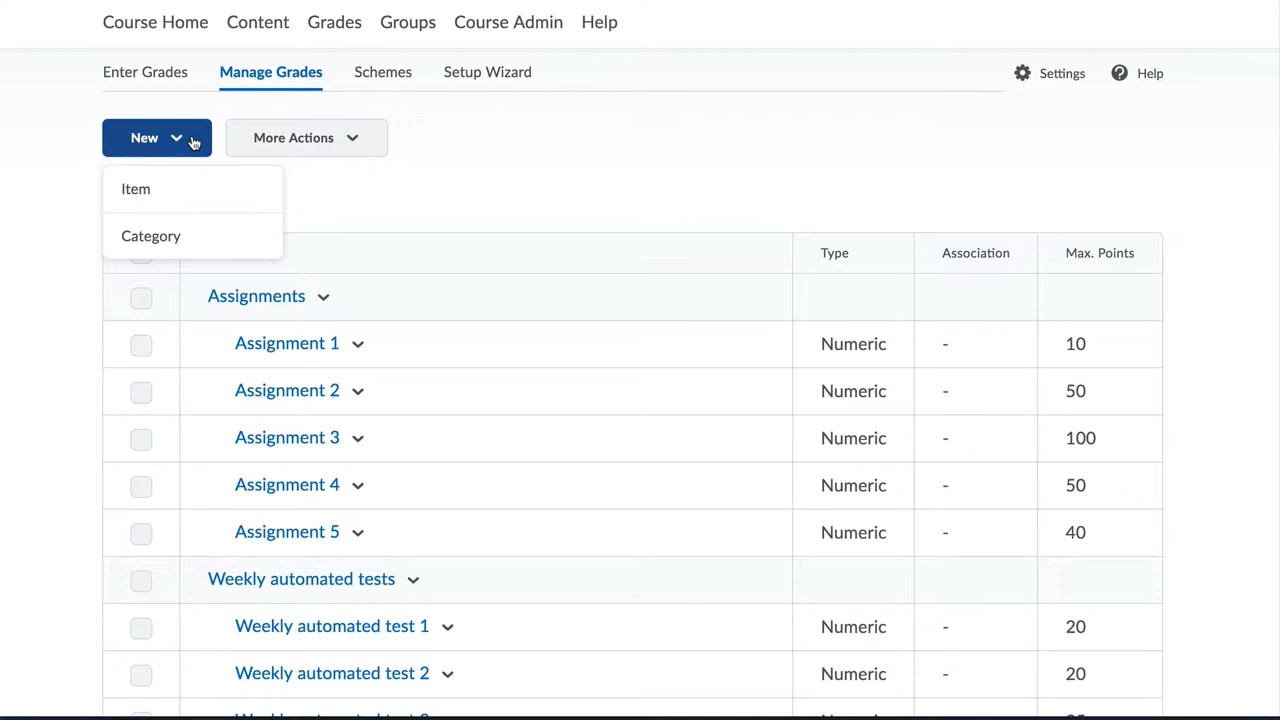 Course Home Content Grades Groups Course Admin Help
Enter Grades Manage Grades Schemes Setup Wizard Settings Help
New More Actions
Item
Category
Type Association Max. Points
Assignments
Assignment 1 Numeric - 10
Assignment 2 Numeric - 50
Assignment 3 Numeric - 100
Assignment 4 Numeric - 50
Assignment 5 Numeric - 40
Weekly automated tests
Weekly automated test 1 Numeric - 20
Weekly automated test 2 Numeric - 20